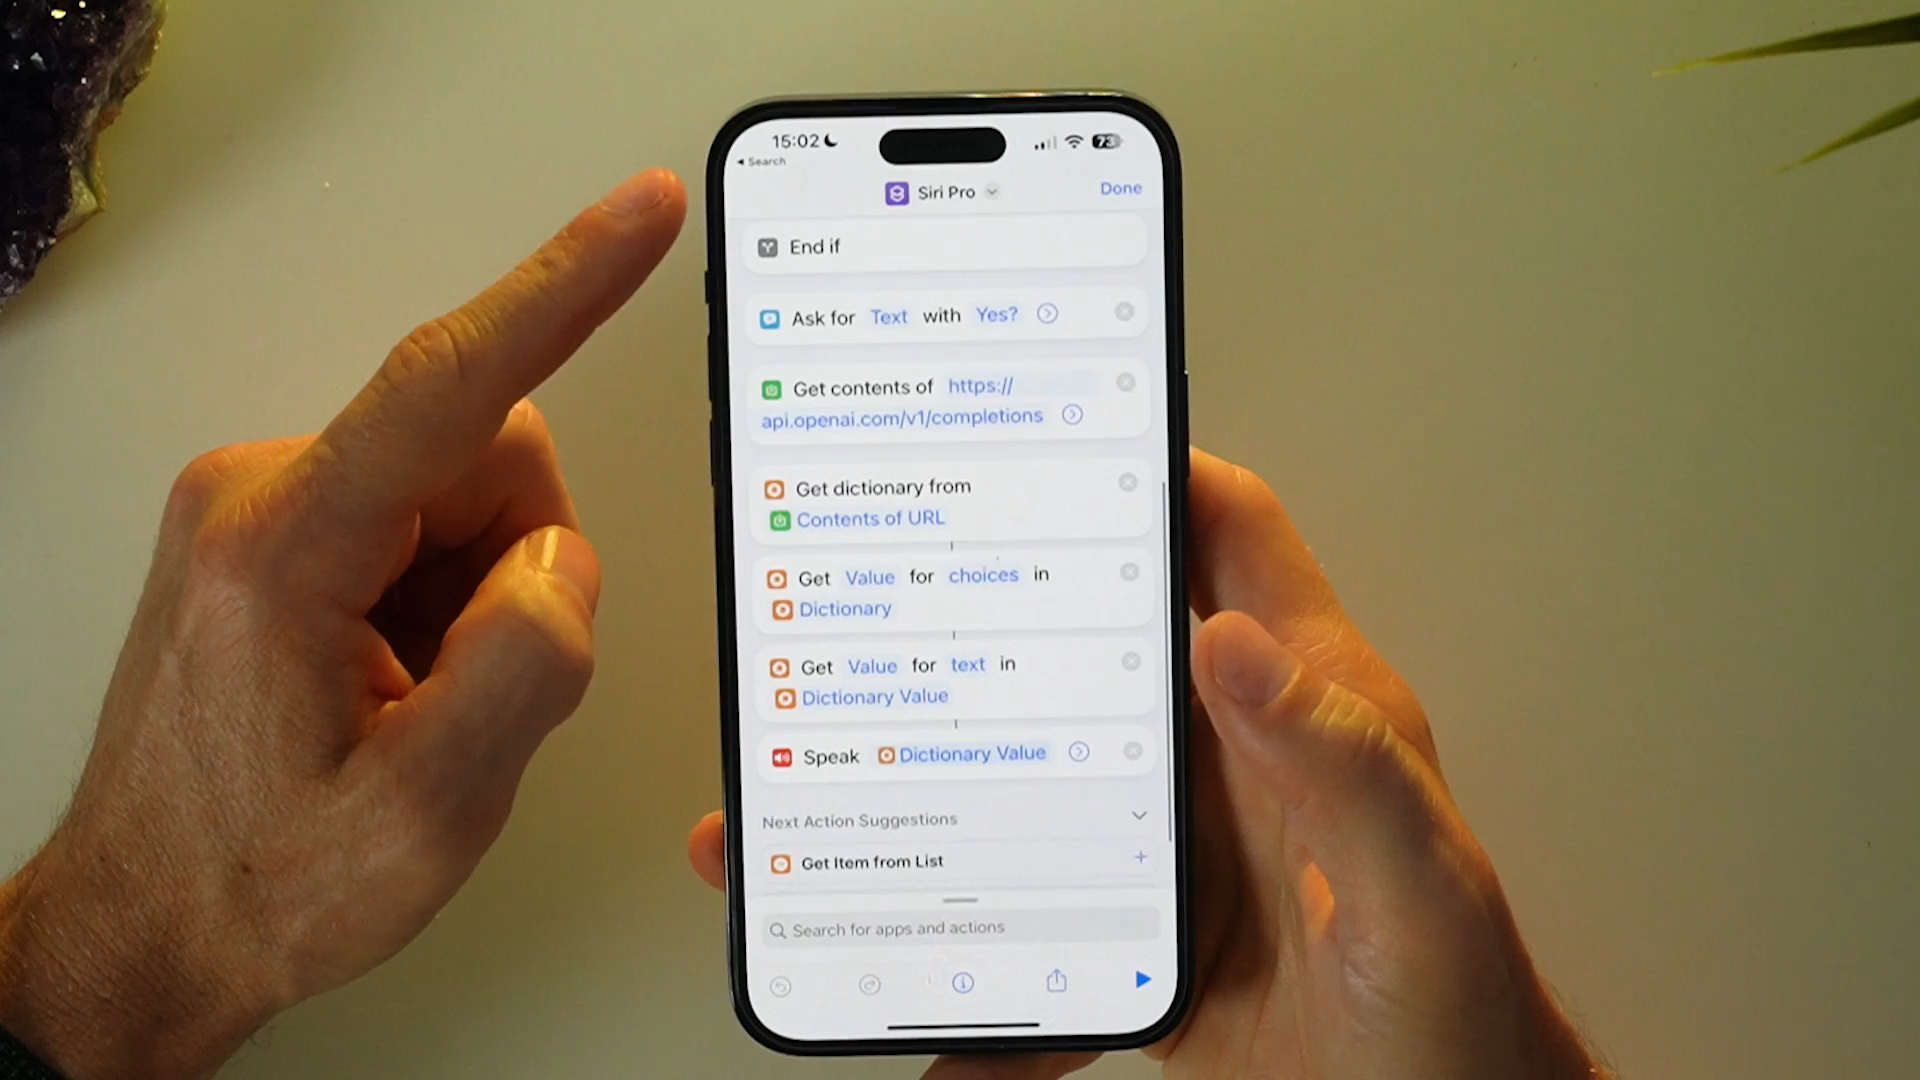 15:02
73
Search
Siri Pro
Done
End if
Ask for Text with Yes?
Get contents of https://
api.openai.com/v1/completions
Get dictionary from
Contents of URL
Get Value for choices in
Dictionary
Get Value for text in
Dictionary Value
Speak Dictionary Value
Next Action Suggestions
Get Item from List
Search for apps and actions